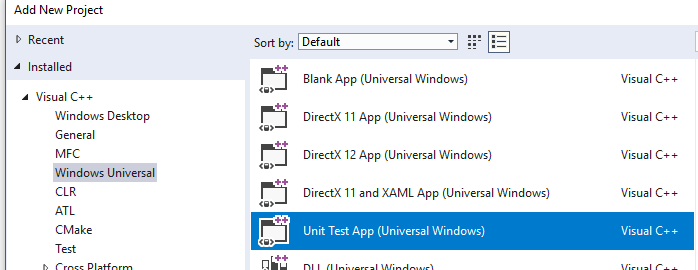 Add New Project
Recent
Installed
Visual C++
Windows Desktop
General
MFC
Windows Universal
CLR
ATL
CMake
Test
Cross Platform
Sort by: Default
Blank App (Universal Windows) Visual C++
DirectX 11 App (Universal Windows) Visual C++
DirectX 12 App (Universal Windows) Visual C++
DirectX 11 and XAML App (Universal Windows) Visual C++
Unit Test App (Universal Windows) Visual C++
DLL (Universal Windows) Visual C++